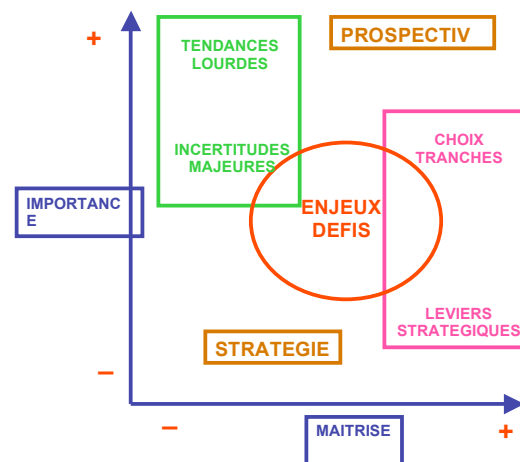 +
TENDANCES
LOURDES
PROSPECTIV
INCERTITUDES
MAJEURES
CHOIX
TRANCHES
IMPORTANC
E
ENJEUX
DEFIS
LEVIERS
STRATEGIQUES
STRATEGIE
–
–
MAITRISE
+